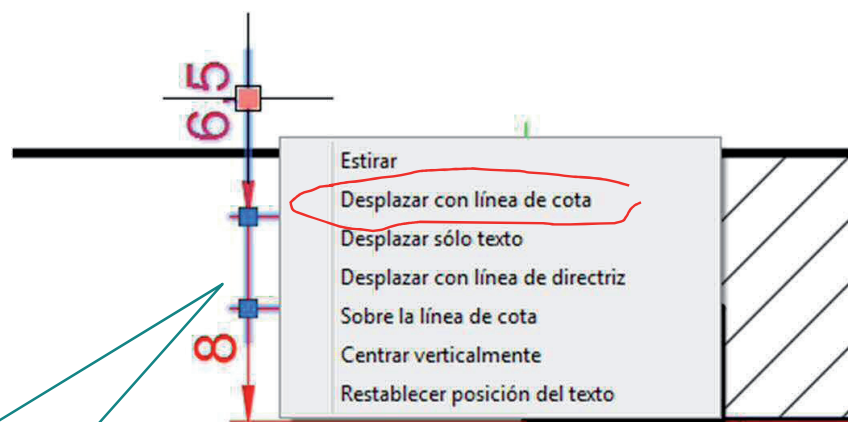 6.5
Estirar
Desplazar con línea de cota
Desplazar sólo texto
Desplazar con línea de directriz
Sobre la línea de cota
Centrar verticalmente
Restablecer posición del texto
8